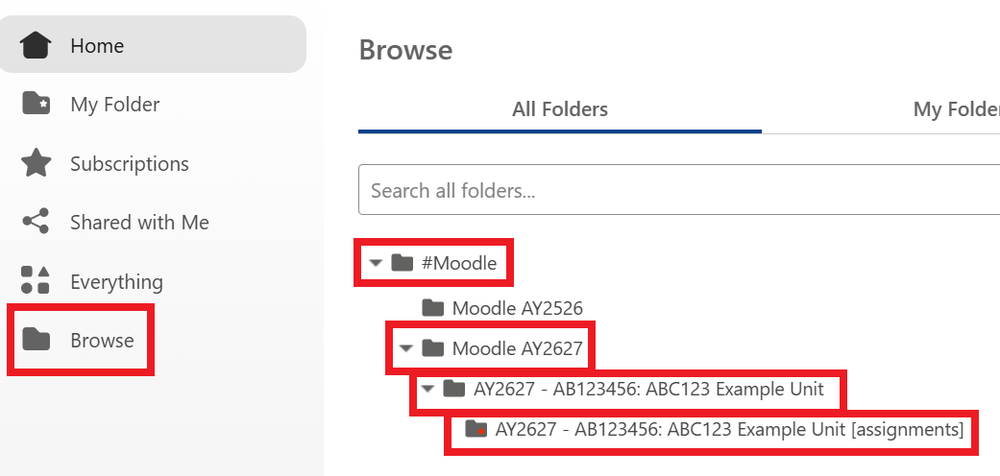 Home
My Folder
Subscriptions
Shared with Me
Everything
Browse
Browse
All Folders
My Folde
Search all folders...
#Moodle
Moodle AY2526
Moodle AY2627
AY2627 - AB123456: ABC123 Example Unit
AY2627 - AB123456: ABC123 Example Unit [assignments]